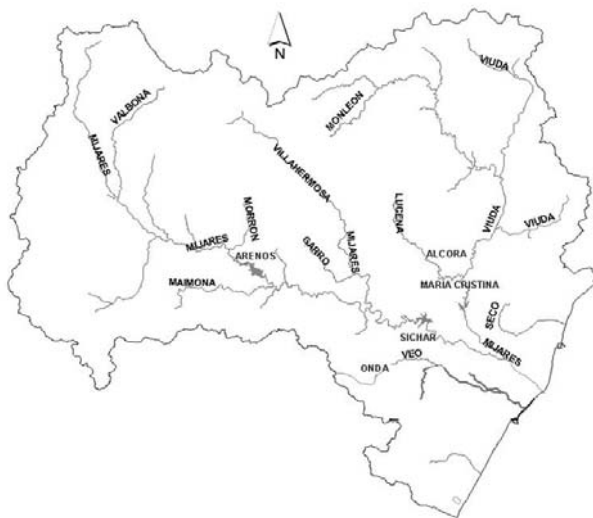 VIUDA
VALBONA
MONLEON
MIJARES
VILLAHERMOSA
LUCENA
MORRON
VIUDA
VIUDA
MIJARES
BARRO
MIJARES
ALCORA
ARENOS
MAIMONA
MARIA CRISTINA
SECO
SICHAR
MIJARES
VEO
ONDA
N